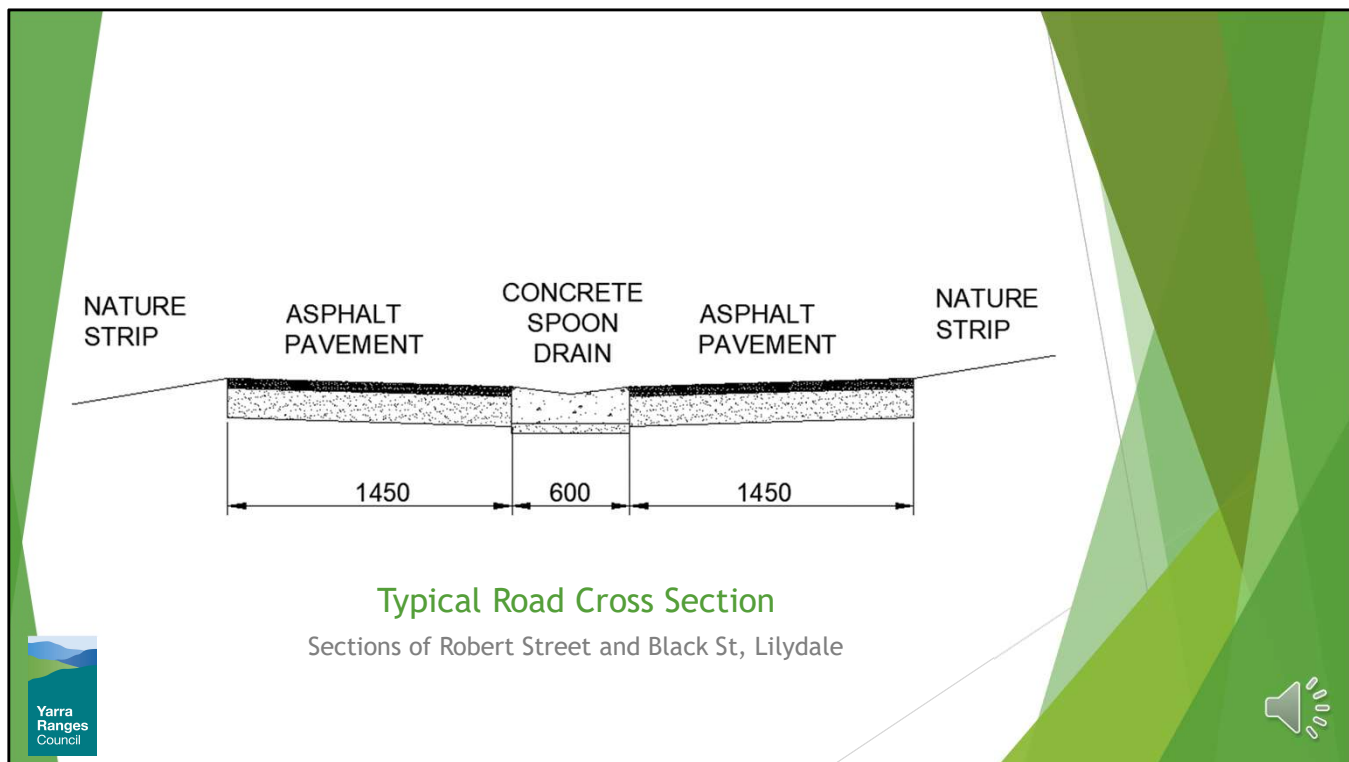 NATURE
STRIP
ASPHALT
PAVEMENT
CONCRETE
SPOON
DRAIN
ASPHALT
PAVEMENT
NATURE
STRIP
1450
600
1450
Typical Road Cross Section
Sections of Robert Street and Black St, Lilydale
Yarra
Ranges
Council